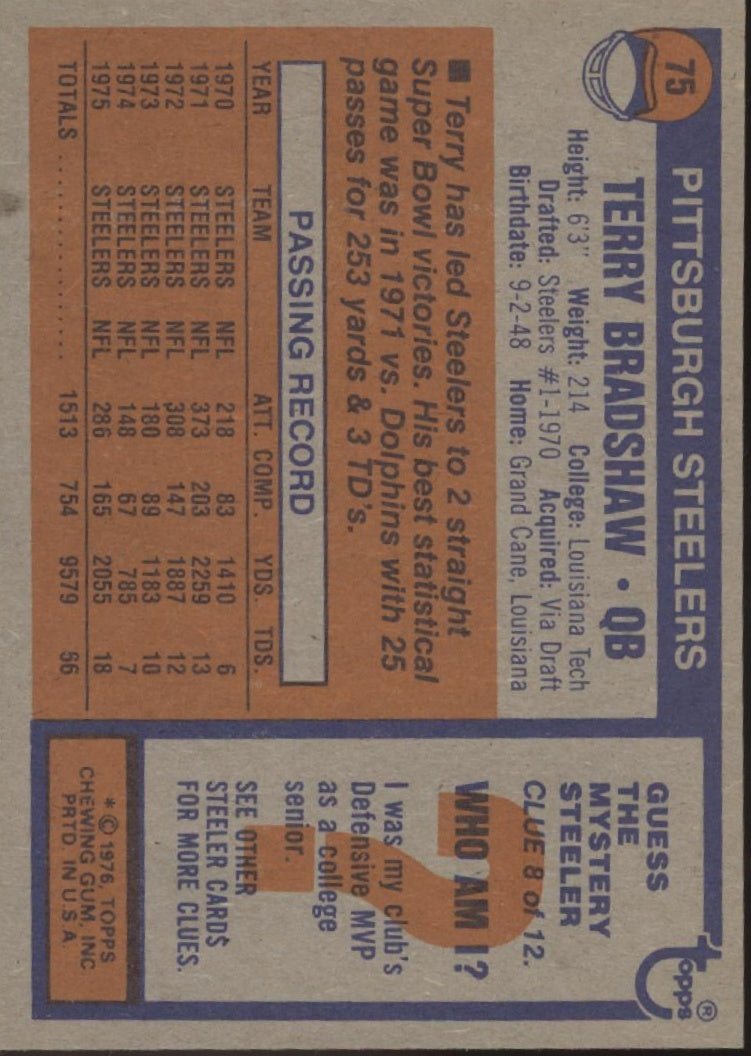 75
PITTSBURGH STEELERS
TERRY BRADSHAW • QB
Height: 6'3" Weight: 214 College: Louisiana Tech
Drafted: Steelers #1-1970 Acquired: Via Draft
Birthdate: 9-2-48 Home: Grand Cane, Louisiana
■ Terry has led Steelers to 2 straight
Super Bowl victories. His best statistical
game was in 1971 vs. Dolphins with 25
passes for 253 yards & 3 TD's.
PASSING RECORD
YEAR TEAM ATT. COMP. YDS. TDS.
1970 STEELERS NFL 218 83 1410 6
1971 STEELERS NFL 373 203 2259 13
1972 STEELERS NFL 308 147 1887 12
1973 STEELERS NFL 180 89 1183 10
1974 STEELERS NFL 148 67 785 7
1975 STEELERS NFL 286 165 2055 18
TOTALS .................... 1513 754 9579 66
topps®
GUESS
THE
MYSTERY
STEELER
CLUE 8 of 12.
?
WHO AM I?
I was my club's
Defensive MVP
as a college
senior.
SEE OTHER
STEELER CARDS
FOR MORE CLUES.
* © 1976, TOPPS
CHEWING GUM, INC
PRTD. IN U.S.A.